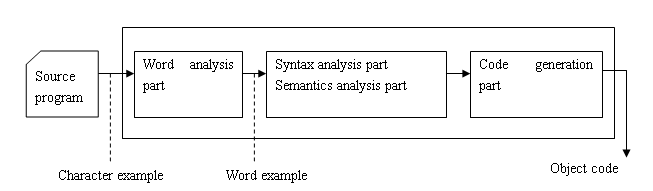 Source
program
Word analysis
part
Syntax analysis part
Semantics analysis part
Code generation
part
Character example
Word example
Object code